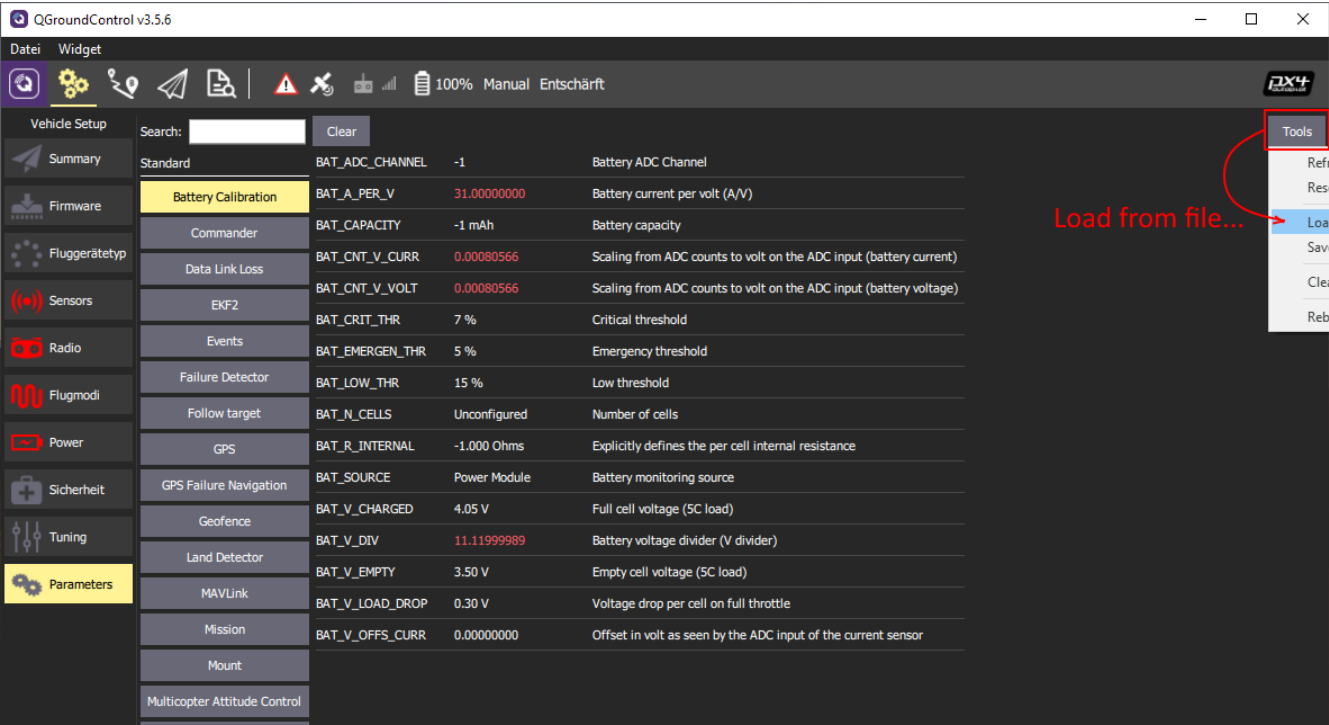 QGroundControl v3.5.6
Datei Widget
100% Manual Entschärft
PX4
autopilot
Vehicle Setup
Summary
Firmware
Fluggerätetyp
Sensors
Radio
Flugmodi
Power
Sicherheit
Tuning
Parameters
Search: Clear
Standard
Battery Calibration
Commander
Data Link Loss
EKF2
Events
Failure Detector
Follow target
GPS
GPS Failure Navigation
Geofence
Land Detector
MAVLink
Mission
Mount
Multicopter Attitude Control
BAT_ADC_CHANNEL -1 Battery ADC Channel
BAT_A_PER_V 31.00000000 Battery current per volt (A/V)
BAT_CAPACITY -1 mAh Battery capacity
BAT_CNT_V_CURR 0.00080566 Scaling from ADC counts to volt on the ADC input (battery current)
BAT_CNT_V_VOLT 0.00080566 Scaling from ADC counts to volt on the ADC input (battery voltage)
BAT_CRIT_THR 7 % Critical threshold
BAT_EMERGEN_THR 5 % Emergency threshold
BAT_LOW_THR 15 % Low threshold
BAT_N_CELLS Unconfigured Number of cells
BAT_R_INTERNAL -1.000 Ohms Explicitly defines the per cell internal resistance
BAT_SOURCE Power Module Battery monitoring source
BAT_V_CHARGED 4.05 V Full cell voltage (5C load)
BAT_V_DIV 11.11999989 Battery voltage divider (V divider)
BAT_V_EMPTY 3.50 V Empty cell voltage (5C load)
BAT_V_LOAD_DROP 0.30 V Voltage drop per cell on full throttle
BAT_V_OFFS_CURR 0.00000000 Offset in volt as seen by the ADC input of the current sensor
Tools
Refr
Rese
Load from file...
Loa
Save
Clea
Reb